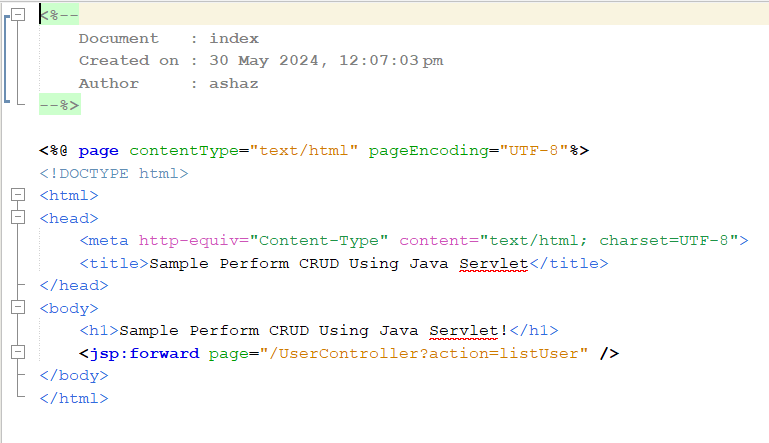 <%--
    Document   : index
    Created on : 30 May 2024, 12:07:03 pm
    Author     : ashaz
--%>

<%@ page contentType="text/html" pageEncoding="UTF-8"%>
<!DOCTYPE html>
<html>
<head>
    <meta http-equiv="Content-Type" content="text/html; charset=UTF-8">
    <title>Sample Perform CRUD Using Java Servlet</title>
</head>
<body>
    <h1>Sample Perform CRUD Using Java Servlet!</h1>
    <jsp:forward page="/UserController?action=listUser" />
</body>
</html>